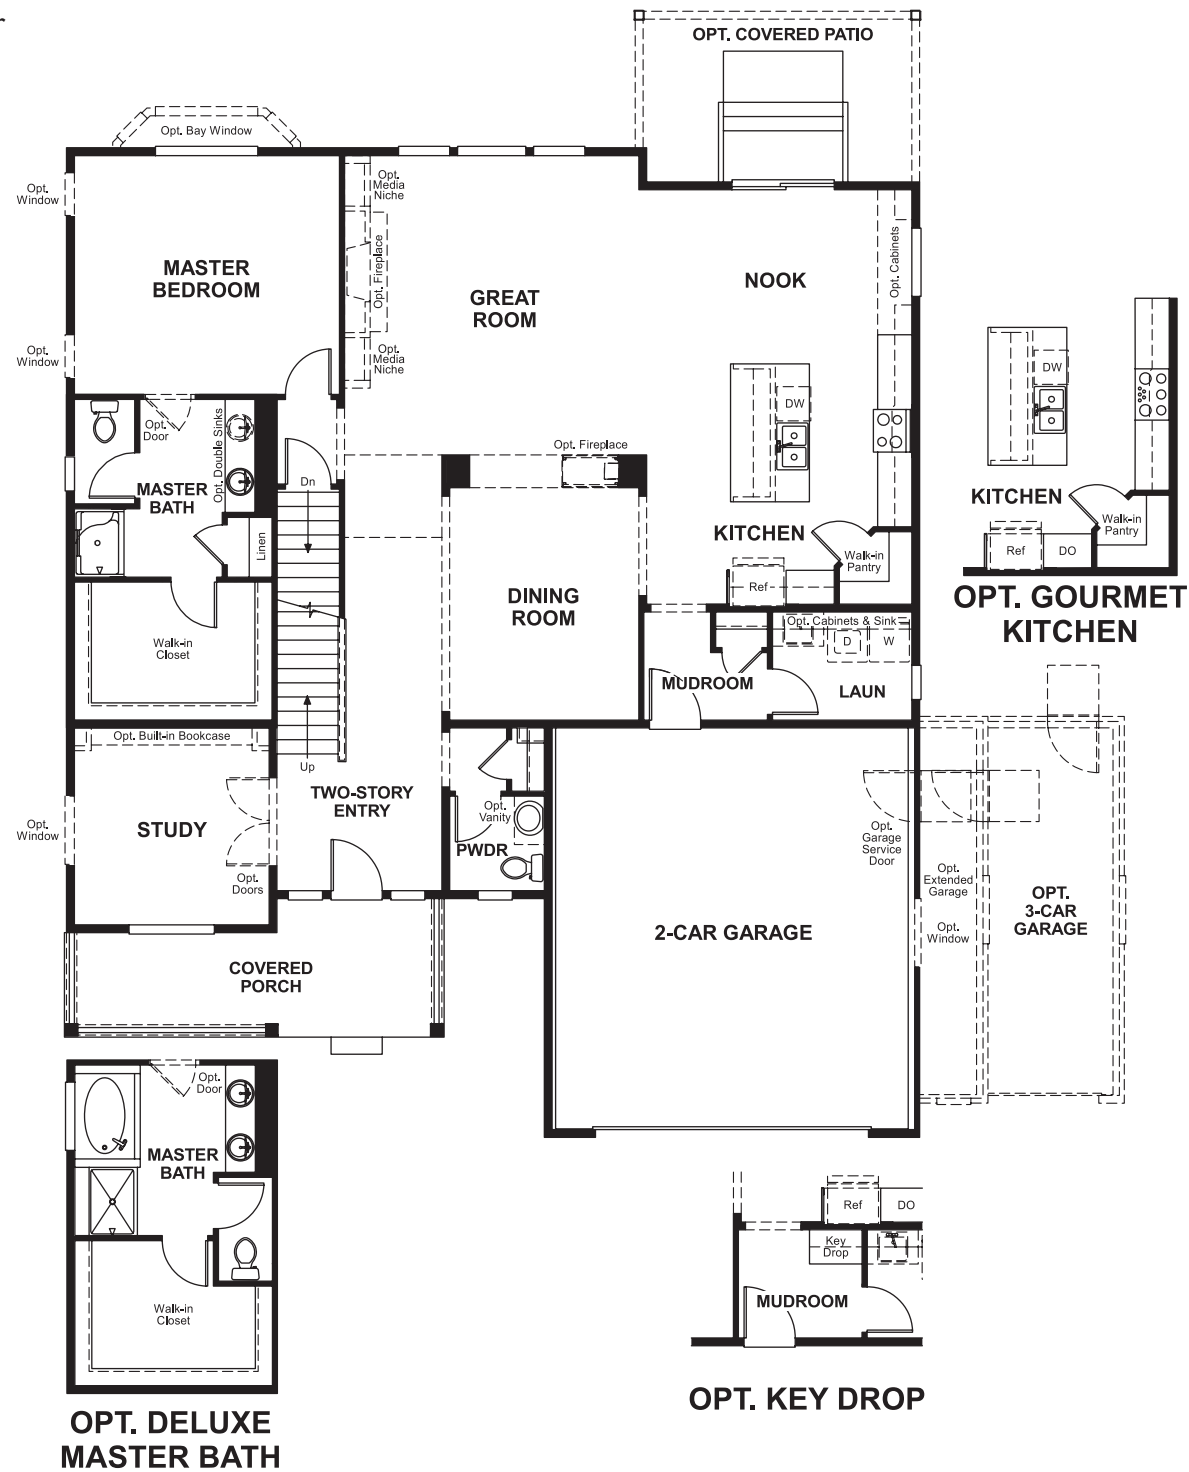 OPT. COVERED PATIO
Opt. Bay Window
Opt.
Window
Opt.
Media
Niche
MASTER
BEDROOM
Opt. Fireplace
GREAT
ROOM
NOOK
Opt. Cabinets
Opt.
Window
Opt.
Media
Niche
Opt.
Door
Opt. Double Sinks
MASTER
BATH
Linen
Dn
Opt. Fireplace
DW
KITCHEN
Walk-in
Pantry
Ref
DW
KITCHEN
Walk-in
Pantry
Ref
DO
OPT. GOURMET
KITCHEN
DINING
ROOM
Walk-in
Closet
Opt. Cabinets & Sink
D
W
MUDROOM
LAUN
Opt. Built-in Bookcase
Up
TWO-STORY
ENTRY
Opt.
Window
STUDY
Opt.
Doors
Opt.
Vanity
PWDR
Opt.
Garage
Service
Door
Opt.
Extended
Garage
Opt.
Window
OPT.
3-CAR
GARAGE
2-CAR GARAGE
COVERED
PORCH
Opt.
Door
MASTER
BATH
Walk-in
Closet
OPT. DELUXE
MASTER BATH
Ref
DO
Key
Drop
MUDROOM
OPT. KEY DROP